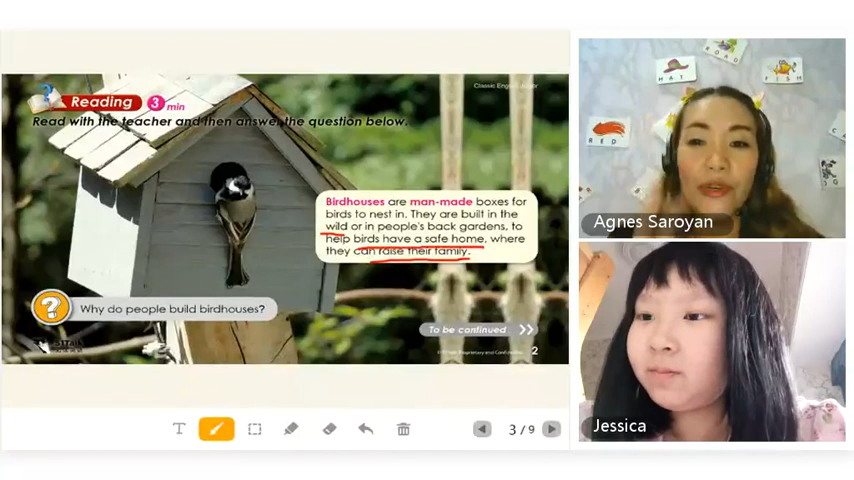 Classic English Junior
Reading 3 min
Read with the teacher and then answer the question below.
Birdhouses are man-made boxes for
birds to nest in. They are built in the
wild or in people's back gardens, to
help birds have a safe home, where
they can raise their family.
? Why do people build birdhouses?
To be continued
2
T
3 / 9
HAT
ROAD
FISH
RED
Agnes Saroyan
Jessica